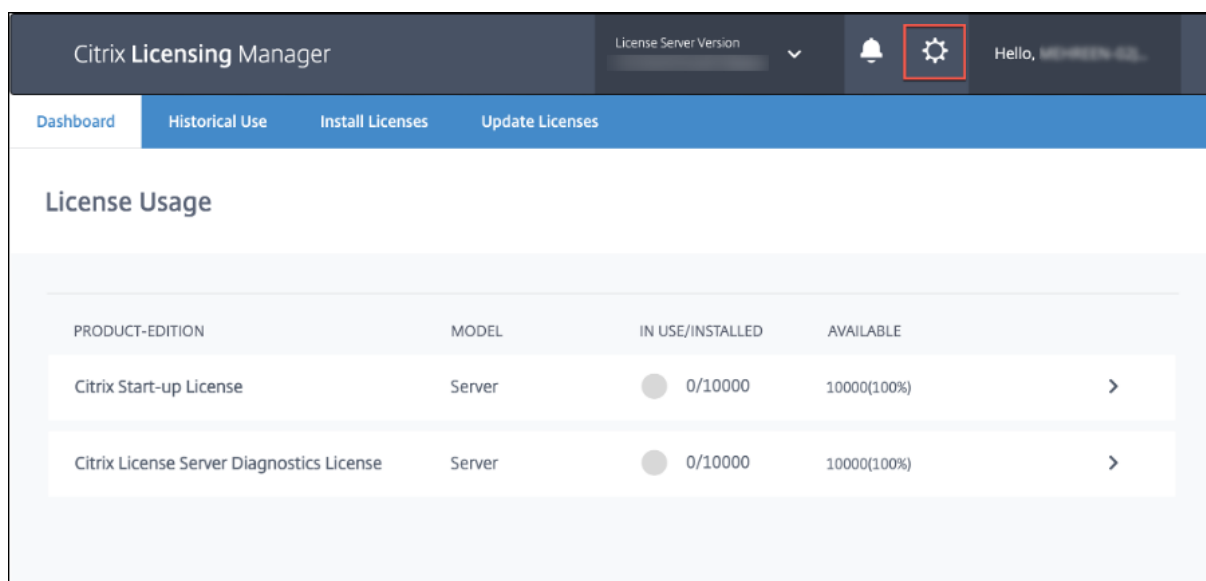 Citrix Licensing Manager
License Server Version
Hello,
Dashboard Historical Use Install Licenses Update Licenses
License Usage
PRODUCT-EDITION MODEL IN USE/INSTALLED AVAILABLE
Citrix Start-up License Server 0/10000 10000(100%)
Citrix License Server Diagnostics License Server 0/10000 10000(100%)